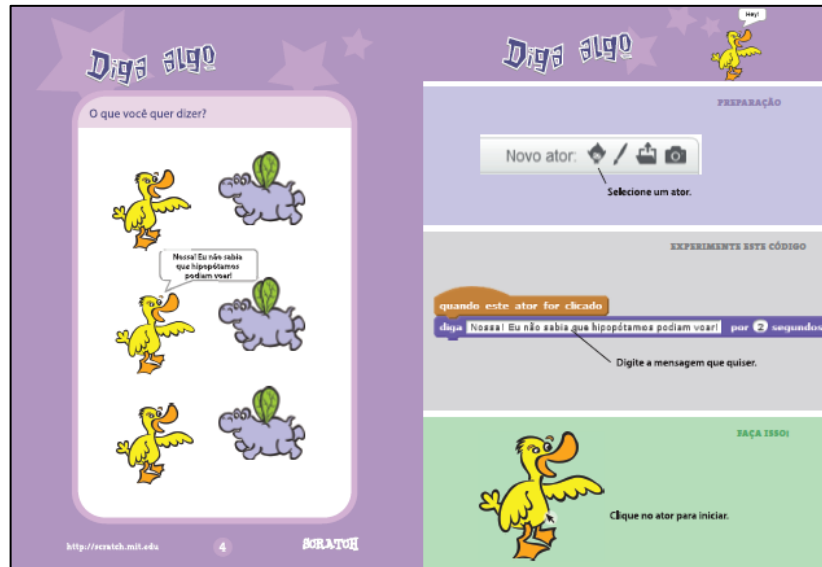 Diga algo
O que você quer dizer?
Nossa! Eu não sabia
que hipopótamos
podiam voar!
http://scratch.mit.edu
4
SCRATCH
Diga algo
Hey!
PREPARAÇÃO
Novo ator:
Selecione um ator.
EXPERIMENTE ESTE CÓDIGO
quando este ator for clicado
diga Nossa! Eu não sabia que hipopótamos podiam voar! por 2 segundos
Digite a mensagem que quiser.
FAÇA ISSO!
Clique no ator para iniciar.